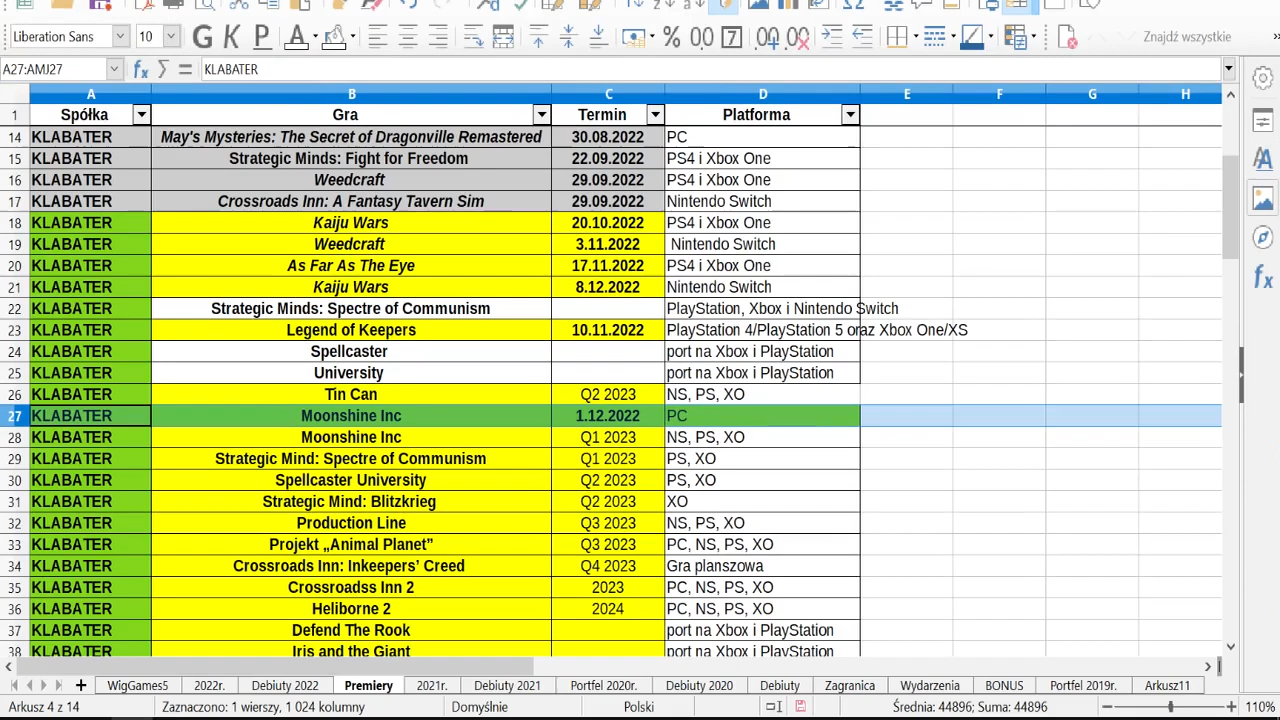 Liberation Sans 10 G K P A % 00 7 .00 00 Znajdź wszystkie
A27:AMJ27 fx Σ = KLABATER
A B C D E F G H
1 Spółka Gra Termin Platforma
14 KLABATER May's Mysteries: The Secret of Dragonville Remastered 30.08.2022 PC
15 KLABATER Strategic Minds: Fight for Freedom 22.09.2022 PS4 i Xbox One
16 KLABATER Weedcraft 29.09.2022 PS4 i Xbox One
17 KLABATER Crossroads Inn: A Fantasy Tavern Sim 29.09.2022 Nintendo Switch
18 KLABATER Kaiju Wars 20.10.2022 PS4 i Xbox One
19 KLABATER Weedcraft 3.11.2022 Nintendo Switch
20 KLABATER As Far As The Eye 17.11.2022 PS4 i Xbox One
21 KLABATER Kaiju Wars 8.12.2022 Nintendo Switch
22 KLABATER Strategic Minds: Spectre of Communism PlayStation, Xbox i Nintendo Switch
23 KLABATER Legend of Keepers 10.11.2022 PlayStation 4/PlayStation 5 oraz Xbox One/XS
24 KLABATER Spellcaster port na Xbox i PlayStation
25 KLABATER University port na Xbox i PlayStation
26 KLABATER Tin Can Q2 2023 NS, PS, XO
27 KLABATER Moonshine Inc 1.12.2022 PC
28 KLABATER Moonshine Inc Q1 2023 NS, PS, XO
29 KLABATER Strategic Mind: Spectre of Communism Q1 2023 PS, XO
30 KLABATER Spellcaster University Q2 2023 PS, XO
31 KLABATER Strategic Mind: Blitzkrieg Q2 2023 XO
32 KLABATER Production Line Q3 2023 NS, PS, XO
33 KLABATER Projekt „Animal Planet” Q3 2023 PC, NS, PS, XO
34 KLABATER Crossroads Inn: Inkeepers’ Creed Q4 2023 Gra planszowa
35 KLABATER Crossroadss Inn 2 2023 PC, NS, PS, XO
36 KLABATER Heliborne 2 2024 PC, NS, PS, XO
37 KLABATER Defend The Rook port na Xbox i PlayStation
38 KLABATER Iris and the Giant port na Xbox i PlayStation
WigGames5 2022r. Debiuty 2022 Premiery 2021r. Debiuty 2021 Portfel 2020r. Debiuty 2020 Debiuty Zagranica Wydarzenia BONUS Portfel 2019r. Arkusz11
Arkusz 4 z 14 Zaznaczono: 1 wierszy, 1 024 kolumny Domyślnie Polski Średnia: 44896; Suma: 44896 110%